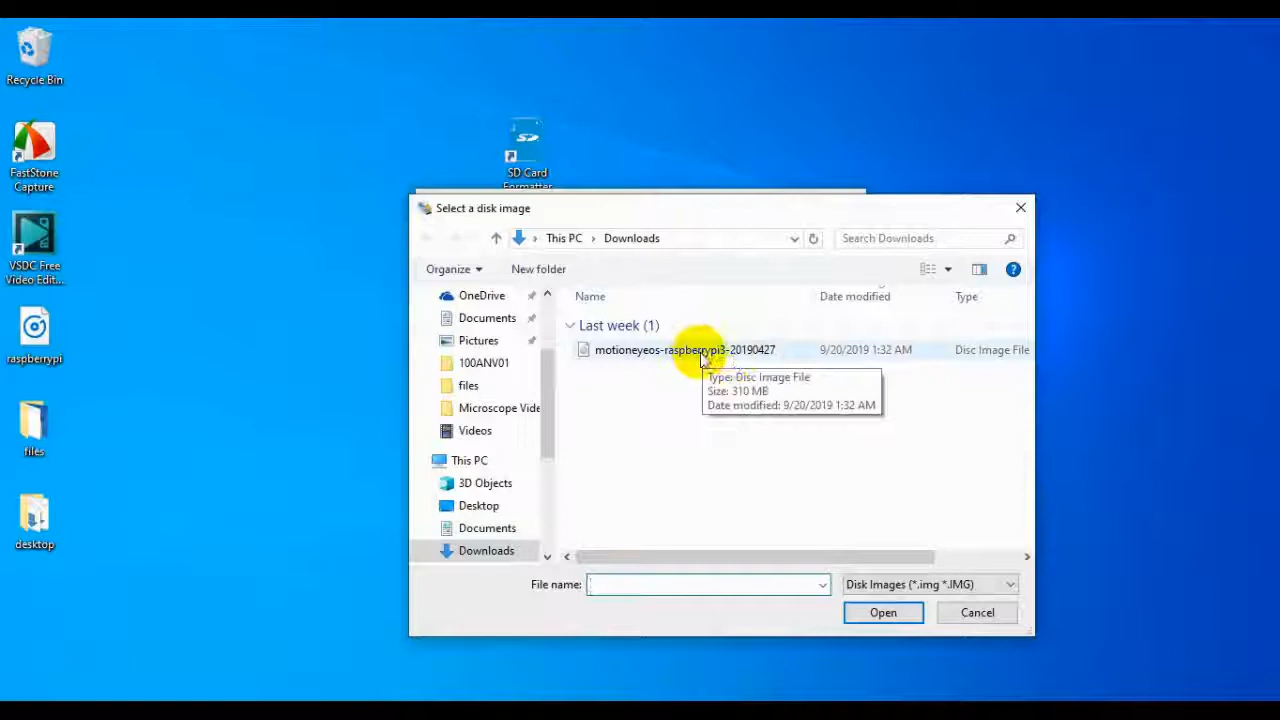 Recycle Bin
FastStone
Capture
VSDC Free
Video Edit...
raspberrypi
files
desktop
SD
SD Card
Formatter
Select a disk image
This PC > Downloads
Search Downloads
Organize
New folder
OneDrive
Documents
Pictures
100ANV01
files
Microscope Vide
Videos
This PC
3D Objects
Desktop
Documents
Downloads
Name Date modified Type
Last week (1)
motioneyeos-raspberrypi3-20190427 9/20/2019 1:32 AM Disc Image File
Type: Disc Image File
Size: 310 MB
Date modified: 9/20/2019 1:32 AM
File name:
Disk Images (*.img *.IMG)
Open
Cancel